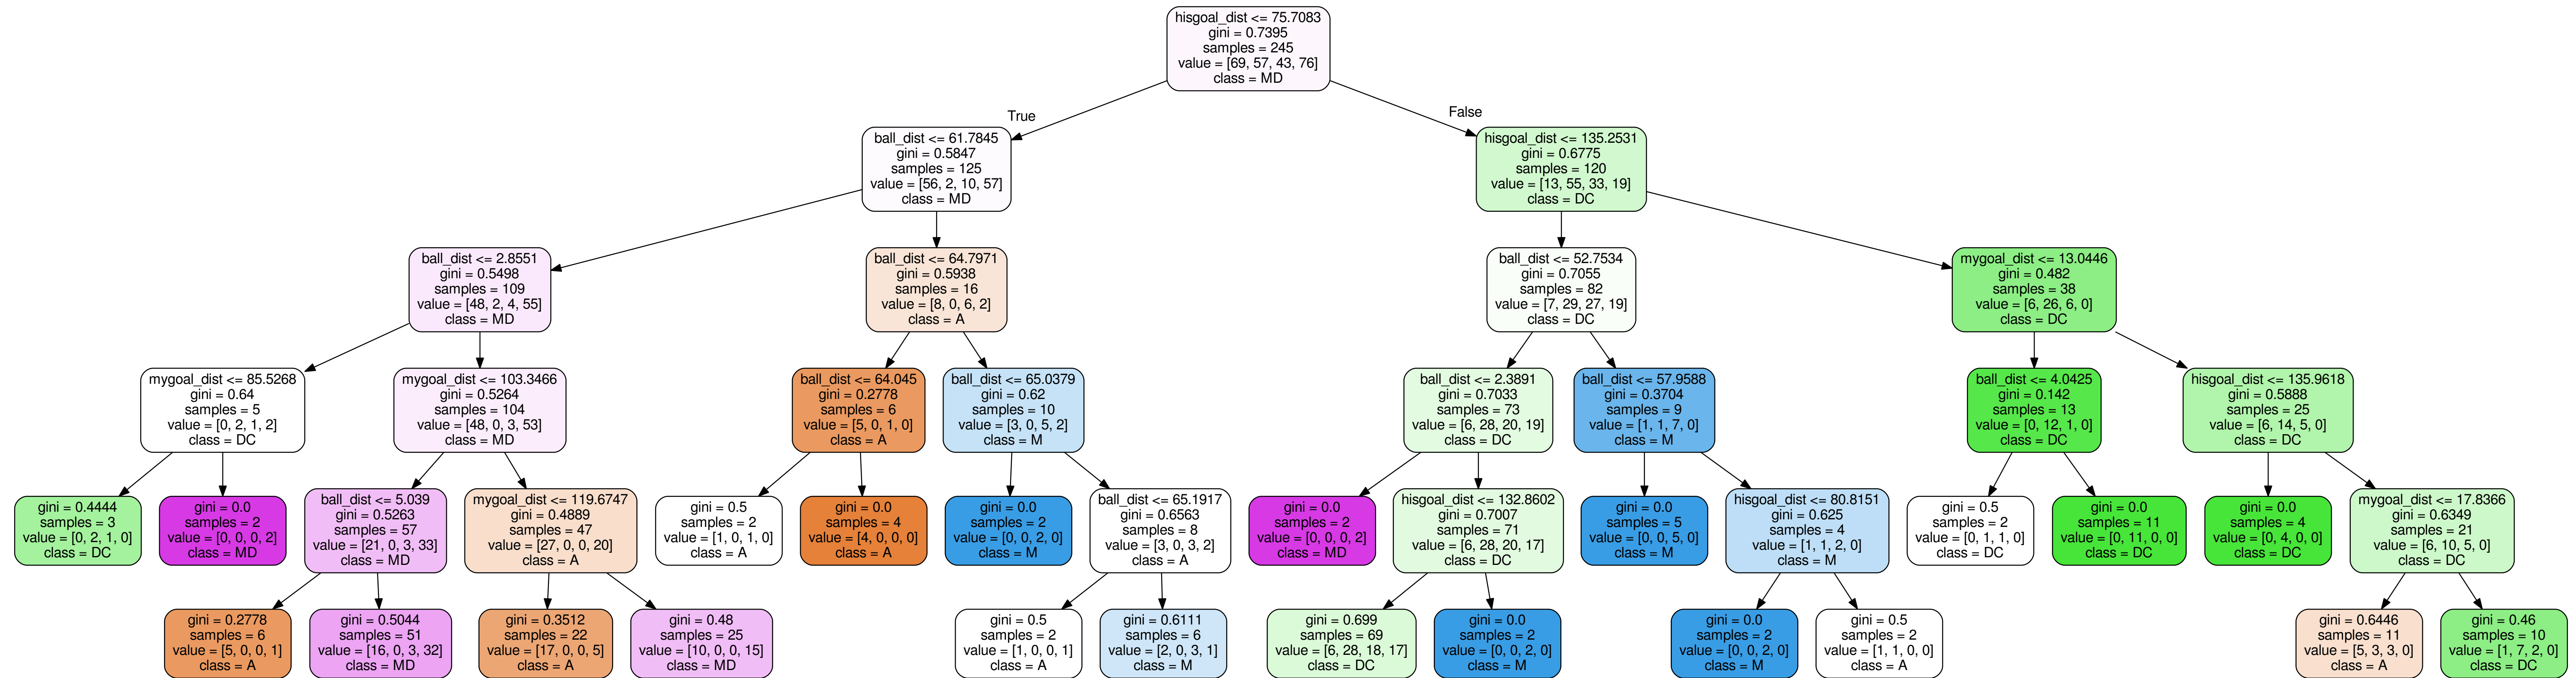 hisgoal_dist <= 75.7083
gini = 0.7395
samples = 245
value = [69, 57, 43, 76]
class = MD
True
False
ball_dist <= 61.7845
gini = 0.5847
samples = 125
value = [56, 2, 10, 57]
class = MD
hisgoal_dist <= 135.2531
gini = 0.6775
samples = 120
value = [13, 55, 33, 19]
class = DC
ball_dist <= 2.8551
gini = 0.5498
samples = 109
value = [48, 2, 4, 55]
class = MD
ball_dist <= 64.7971
gini = 0.5938
samples = 16
value = [8, 0, 6, 2]
class = A
ball_dist <= 52.7534
gini = 0.7055
samples = 82
value = [7, 29, 27, 19]
class = DC
mygoal_dist <= 13.0446
gini = 0.482
samples = 38
value = [6, 26, 6, 0]
class = DC
mygoal_dist <= 85.5268
gini = 0.64
samples = 5
value = [0, 2, 1, 2]
class = DC
mygoal_dist <= 103.3466
gini = 0.5264
samples = 104
value = [48, 0, 3, 53]
class = MD
ball_dist <= 64.045
gini = 0.2778
samples = 6
value = [5, 0, 1, 0]
class = A
ball_dist <= 65.0379
gini = 0.62
samples = 10
value = [3, 0, 5, 2]
class = M
ball_dist <= 2.3891
gini = 0.7033
samples = 73
value = [6, 28, 20, 19]
class = DC
ball_dist <= 57.9588
gini = 0.3704
samples = 9
value = [1, 1, 7, 0]
class = M
ball_dist <= 4.0425
gini = 0.142
samples = 13
value = [0, 12, 1, 0]
class = DC
hisgoal_dist <= 135.9618
gini = 0.5888
samples = 25
value = [6, 14, 5, 0]
class = DC
gini = 0.4444
samples = 3
value = [0, 2, 1, 0]
class = DC
gini = 0.0
samples = 2
value = [0, 0, 0, 2]
class = MD
ball_dist <= 5.039
gini = 0.5263
samples = 57
value = [21, 0, 3, 33]
class = MD
mygoal_dist <= 119.6747
gini = 0.4889
samples = 47
value = [27, 0, 0, 20]
class = A
gini = 0.5
samples = 2
value = [1, 0, 1, 0]
class = A
gini = 0.0
samples = 4
value = [4, 0, 0, 0]
class = A
gini = 0.0
samples = 2
value = [0, 0, 2, 0]
class = M
ball_dist <= 65.1917
gini = 0.6563
samples = 8
value = [3, 0, 3, 2]
class = A
gini = 0.0
samples = 2
value = [0, 0, 0, 2]
class = MD
hisgoal_dist <= 132.8602
gini = 0.7007
samples = 71
value = [6, 28, 20, 17]
class = DC
gini = 0.0
samples = 5
value = [0, 0, 5, 0]
class = M
hisgoal_dist <= 80.8151
gini = 0.625
samples = 4
value = [1, 1, 2, 0]
class = M
gini = 0.5
samples = 2
value = [0, 1, 1, 0]
class = DC
gini = 0.0
samples = 11
value = [0, 11, 0, 0]
class = DC
gini = 0.0
samples = 4
value = [0, 4, 0, 0]
class = DC
mygoal_dist <= 17.8366
gini = 0.6349
samples = 21
value = [6, 10, 5, 0]
class = DC
gini = 0.2778
samples = 6
value = [5, 0, 0, 1]
class = A
gini = 0.5044
samples = 51
value = [16, 0, 3, 32]
class = MD
gini = 0.3512
samples = 22
value = [17, 0, 0, 5]
class = A
gini = 0.48
samples = 25
value = [10, 0, 0, 15]
class = MD
gini = 0.5
samples = 2
value = [1, 0, 0, 1]
class = A
gini = 0.6111
samples = 6
value = [2, 0, 3, 1]
class = M
gini = 0.699
samples = 69
value = [6, 28, 18, 17]
class = DC
gini = 0.0
samples = 2
value = [0, 0, 2, 0]
class = M
gini = 0.0
samples = 2
value = [0, 0, 2, 0]
class = M
gini = 0.5
samples = 2
value = [1, 1, 0, 0]
class = A
gini = 0.6446
samples = 11
value = [5, 3, 3, 0]
class = A
gini = 0.46
samples = 10
value = [1, 7, 2, 0]
class = DC